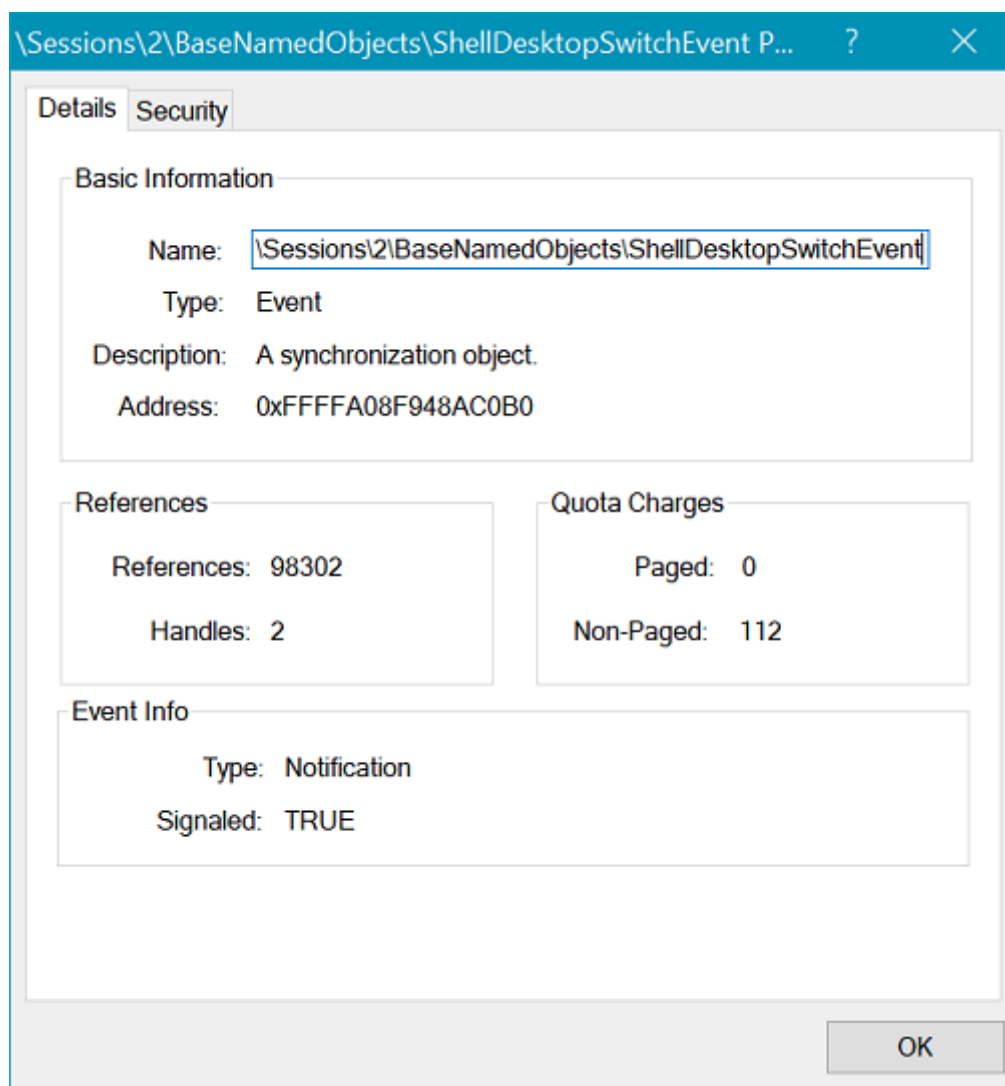 \Sessions\2\BaseNamedObjects\ShellDesktopSwitchEvent P... ?
Details Security
Basic Information
Name: \Sessions\2\BaseNamedObjects\ShellDesktopSwitchEvent
Type: Event
Description: A synchronization object.
Address: 0xFFFFA08F948AC0B0
References
References: 98302
Handles: 2
Quota Charges
Paged: 0
Non-Paged: 112
Event Info
Type: Notification
Signaled: TRUE
OK